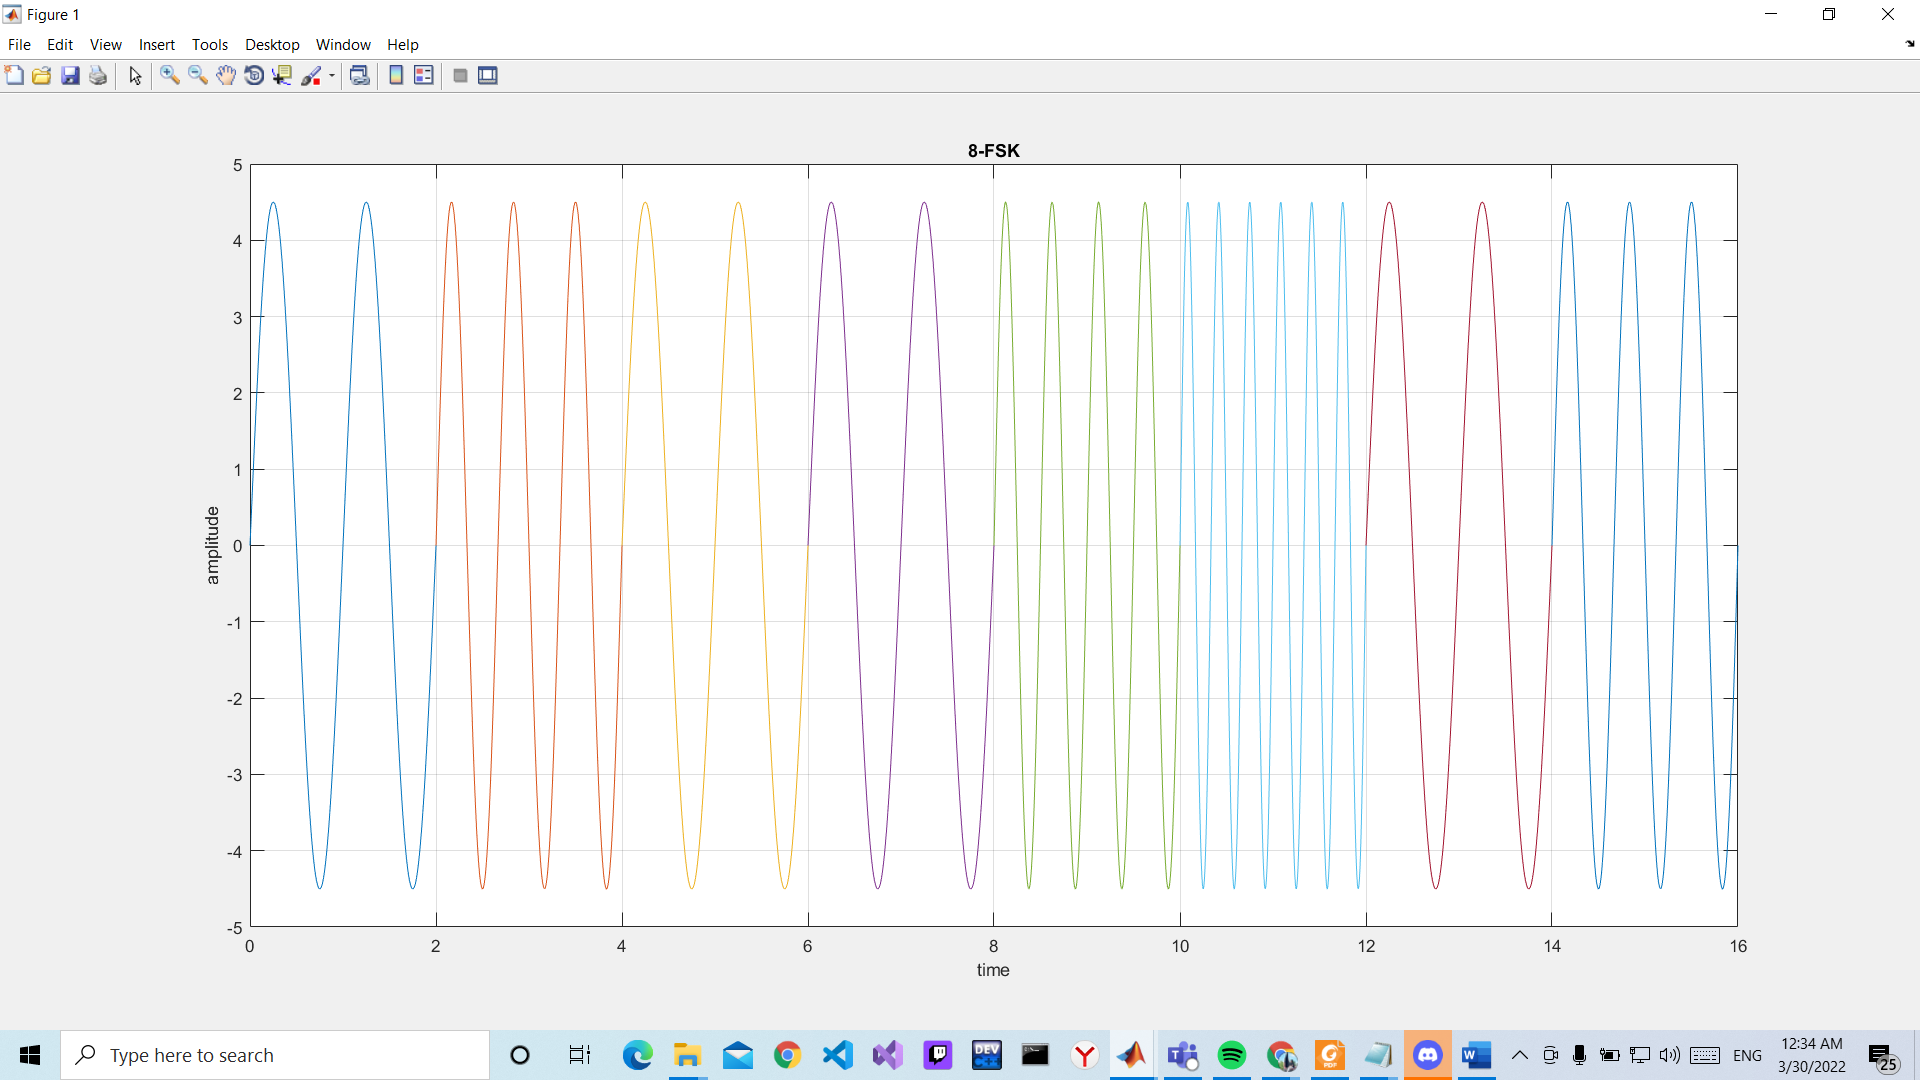 Figure 1
File Edit View Insert Tools Desktop Window Help
8-FSK
5
4
3
2
1
0
-1
-2
-3
-4
-5
amplitude
0 2 4 6 8 10 12 14 16
time
Type here to search
DEV
C++
PDF
W
ENG
12:34 AM
3/30/2022
25